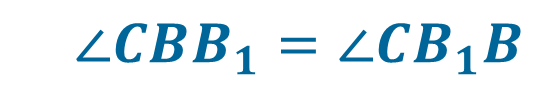 ∠CBB₁ = ∠CB₁B